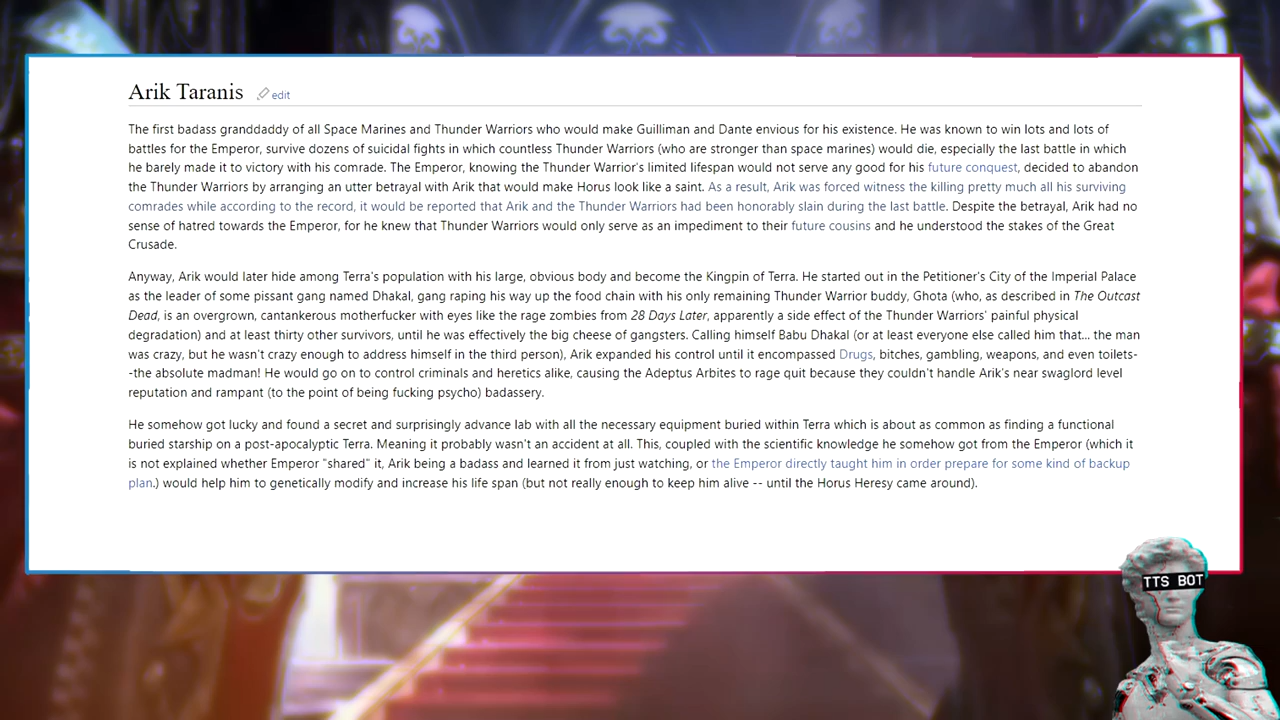 Arik Taranis edit
The first badass granddaddy of all Space Marines and Thunder Warriors who would make Guilliman and Dante envious for his existence. He was known to win lots and lots of
battles for the Emperor, survive dozens of suicidal fights in which countless Thunder Warriors (who are stronger than space marines) would die, especially the last battle in which
he barely made it to victory with his comrade. The Emperor, knowing the Thunder Warrior's limited lifespan would not serve any good for his future conquest, decided to abandon
the Thunder Warriors by arranging an utter betrayal with Arik that would make Horus look like a saint. As a result, Arik was forced witness the killing pretty much all his surviving
comrades while according to the record, it would be reported that Arik and the Thunder Warriors had been honorably slain during the last battle. Despite the betrayal, Arik had no
sense of hatred towards the Emperor, for he knew that Thunder Warriors would only serve as an impediment to their future cousins and he understood the stakes of the Great
Crusade.
Anyway, Arik would later hide among Terra's population with his large, obvious body and become the Kingpin of Terra. He started out in the Petitioner's City of the Imperial Palace
as the leader of some pissant gang named Dhakal, gang raping his way up the food chain with his only remaining Thunder Warrior buddy, Ghota (who, as described in The Outcast
Dead, is an overgrown, cantankerous motherfucker with eyes like the rage zombies from 28 Days Later, apparently a side effect of the Thunder Warriors' painful physical
degradation) and at least thirty other survivors, until he was effectively the big cheese of gangsters. Calling himself Babu Dhakal (or at least everyone else called him that... the man
was crazy, but he wasn't crazy enough to address himself in the third person), Arik expanded his control until it encompassed Drugs, bitches, gambling, weapons, and even toilets-
-the absolute madman! He would go on to control criminals and heretics alike, causing the Adeptus Arbites to rage quit because they couldn't handle Arik's near swaglord level
reputation and rampant (to the point of being fucking psycho) badassery.
He somehow got lucky and found a secret and surprisingly advance lab with all the necessary equipment buried within Terra which is about as common as finding a functional
buried starship on a post-apocalyptic Terra. Meaning it probably wasn't an accident at all. This, coupled with the scientific knowledge he somehow got from the Emperor (which it
is not explained whether Emperor "shared" it, Arik being a badass and learned it from just watching, or the Emperor directly taught him in order prepare for some kind of backup
plan.) would help him to genetically modify and increase his life span (but not really enough to keep him alive -- until the Horus Heresy came around).
TTS BOT